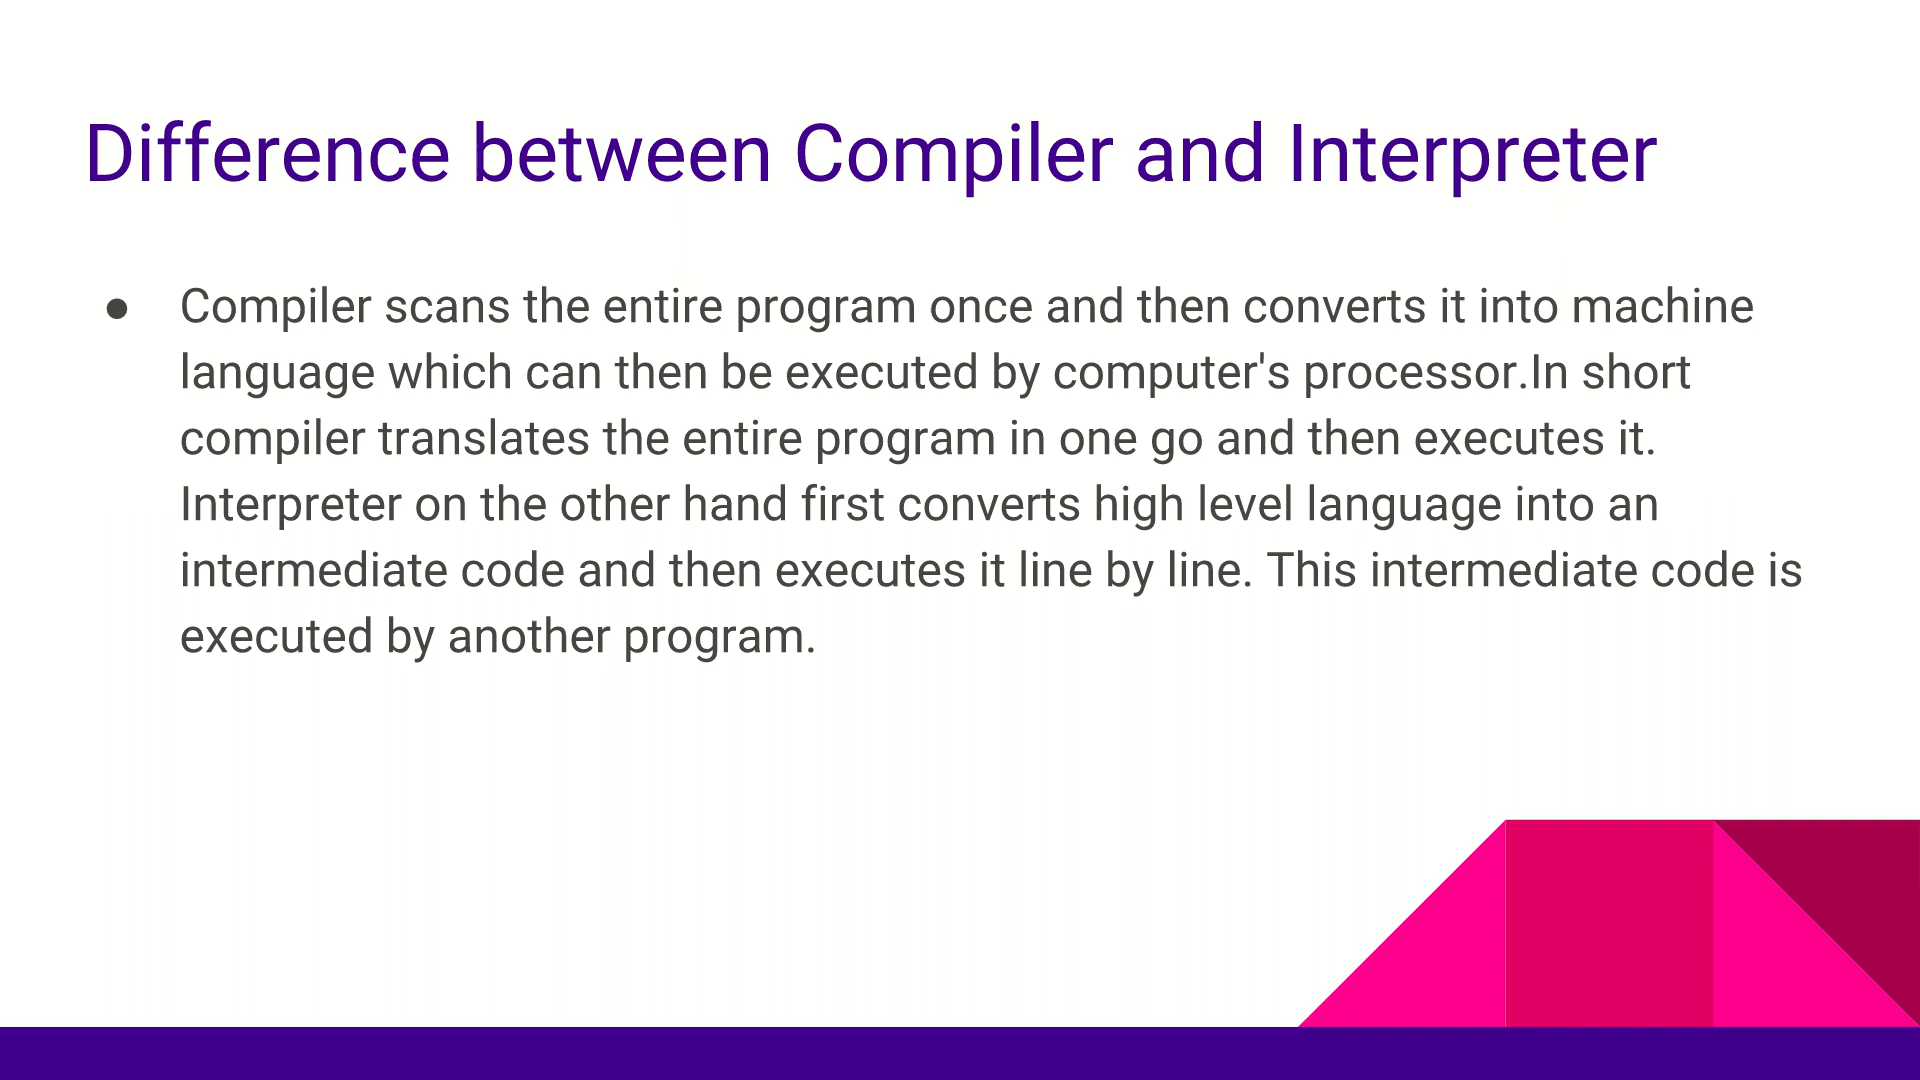 Difference between Compiler and Interpreter
● Compiler scans the entire program once and then converts it into machine
language which can then be executed by computer's processor.In short
compiler translates the entire program in one go and then executes it.
Interpreter on the other hand first converts high level language into an
intermediate code and then executes it line by line. This intermediate code is
executed by another program.